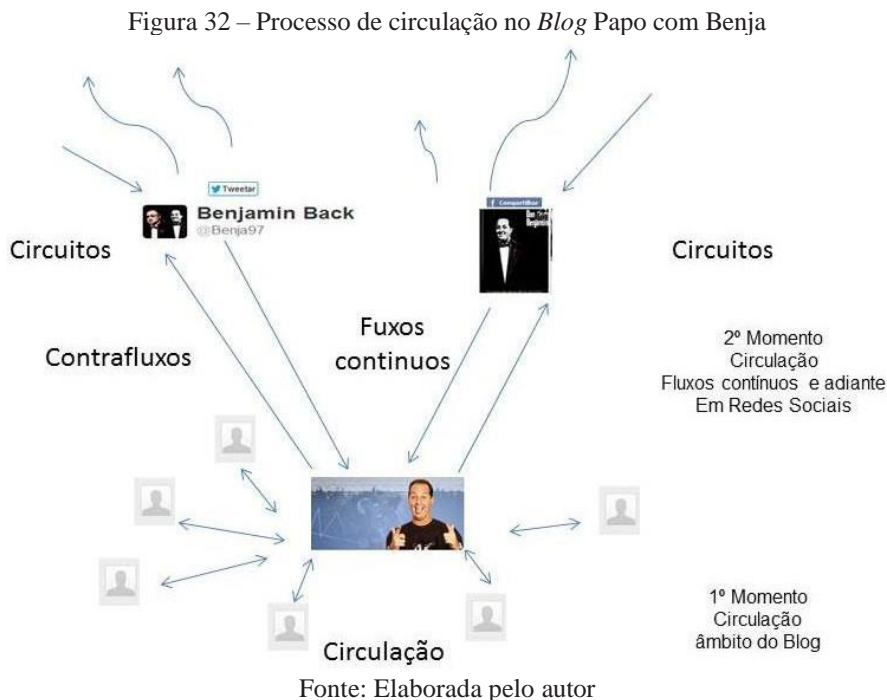 Figura 32 – Processo de circulação no Blog Papo com Benja
Tweetar
Benjamin Back
@Benja97
Compartilhar
Circuitos
Circuitos
Contrafluxos
Fuxos
continuos
2º Momento
Circulação
Fluxos contínuos e adiante
Em Redes Sociais
1º Momento
Circulação
âmbito do Blog
Circulação
Fonte: Elaborada pelo autor